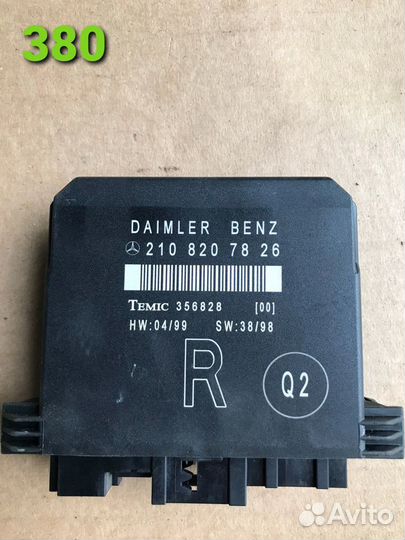 380
DAIMLER BENZ
210 820 78 26
TEMIC 356828 [00]
HW:04/99 SW:38/98
R
Q2
Avito